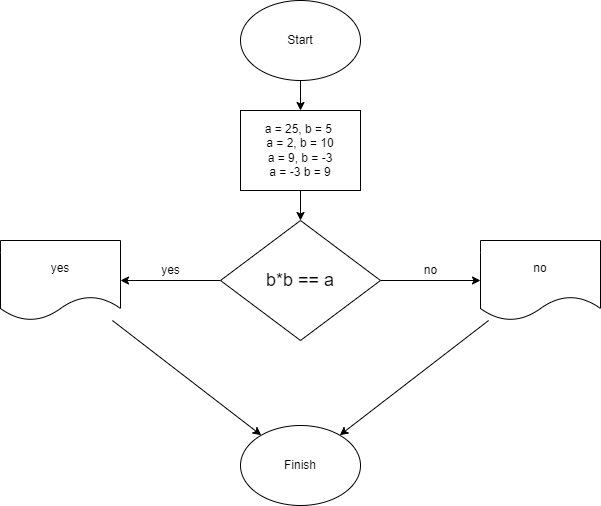 Start
a = 25, b = 5
a = 2, b = 10
a = 9, b = -3
a = -3 b = 9
yes
yes
b*b == a
no
no
Finish